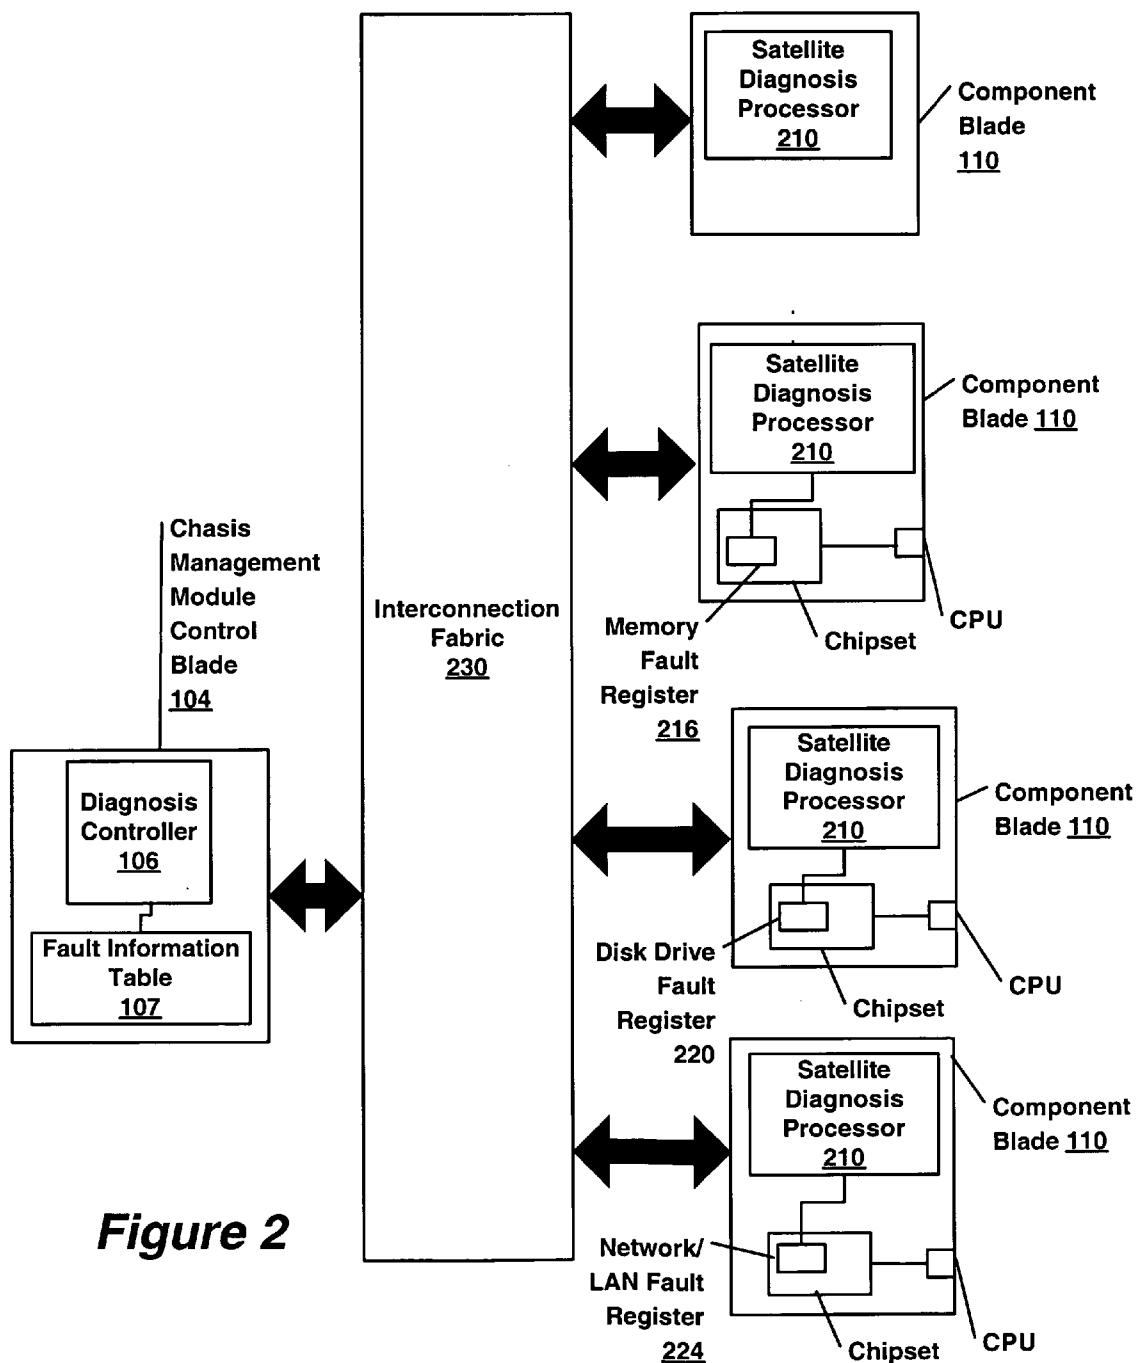 Satellite
Diagnosis
Processor
210
Component
Blade
110
Satellite
Diagnosis
Processor
210
Component
Blade 110
Chasis
Management
Module
Control
Blade
104
Interconnection
Fabric
230
Memory
Fault
Register
216
Chipset
CPU
Satellite
Diagnosis
Processor
210
Component
Blade 110
Diagnosis
Controller
106
Fault Information
Table
107
Disk Drive
Fault
Register
220
Chipset
CPU
Satellite
Diagnosis
Processor
210
Component
Blade 110
Figure 2
Network/
LAN Fault
Register
224
Chipset
CPU